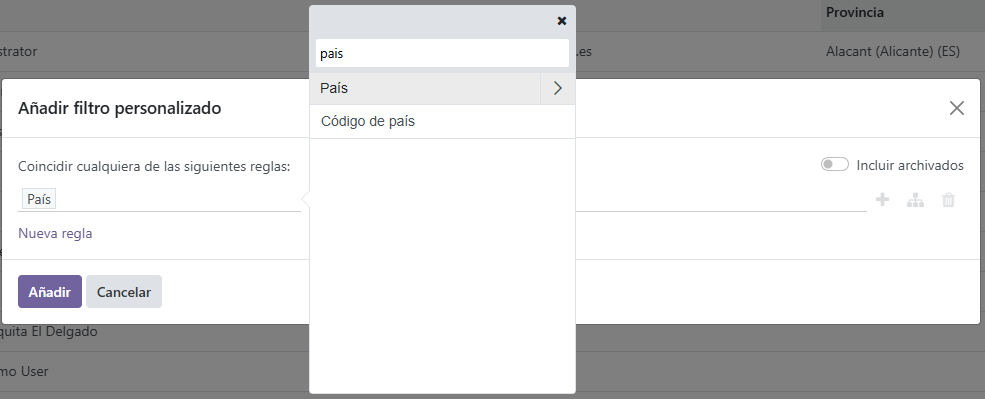 Provincia
strator
.es
Alacant (Alicante) (ES)
pais
País
Código de país
Añadir filtro personalizado
Coincidir cualquiera de las siguientes reglas:
Incluir archivados
País
Nueva regla
Añadir
Cancelar
quita El Delgado
mo User